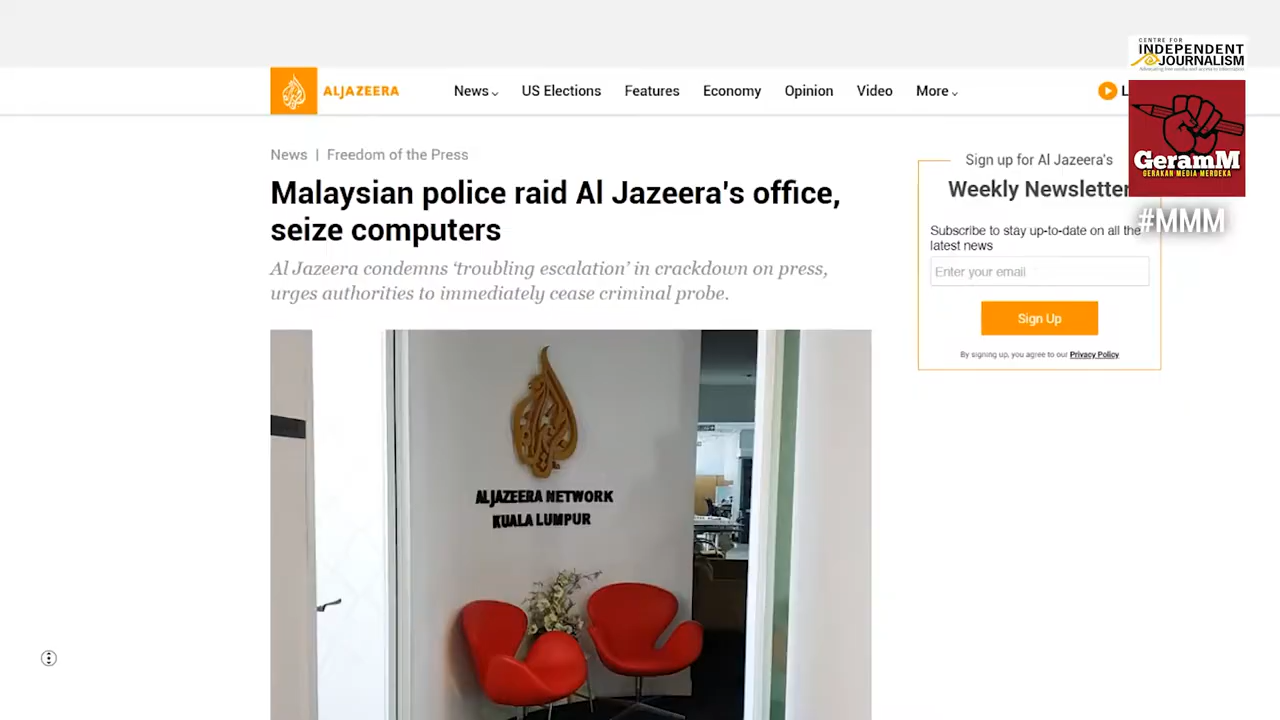 CENTRE FOR
INDEPENDENT
JOURNALISM
ALJAZEERA
News
US Elections
Features
Economy
Opinion
Video
More
L
GeramM
GERAKAN MEDIA MERDEKA
#MMM
News | Freedom of the Press
Malaysian police raid Al Jazeera's office,
seize computers
Al Jazeera condemns 'troubling escalation' in crackdown on press,
urges authorities to immediately cease criminal probe.
Sign up for Al Jazeera's
Weekly Newsletter
Subscribe to stay up-to-date on all the
latest news
Enter your email
Sign Up
By signing up, you agree to our Privacy Policy
ALJAZEERA NETWORK
KUALA LUMPUR